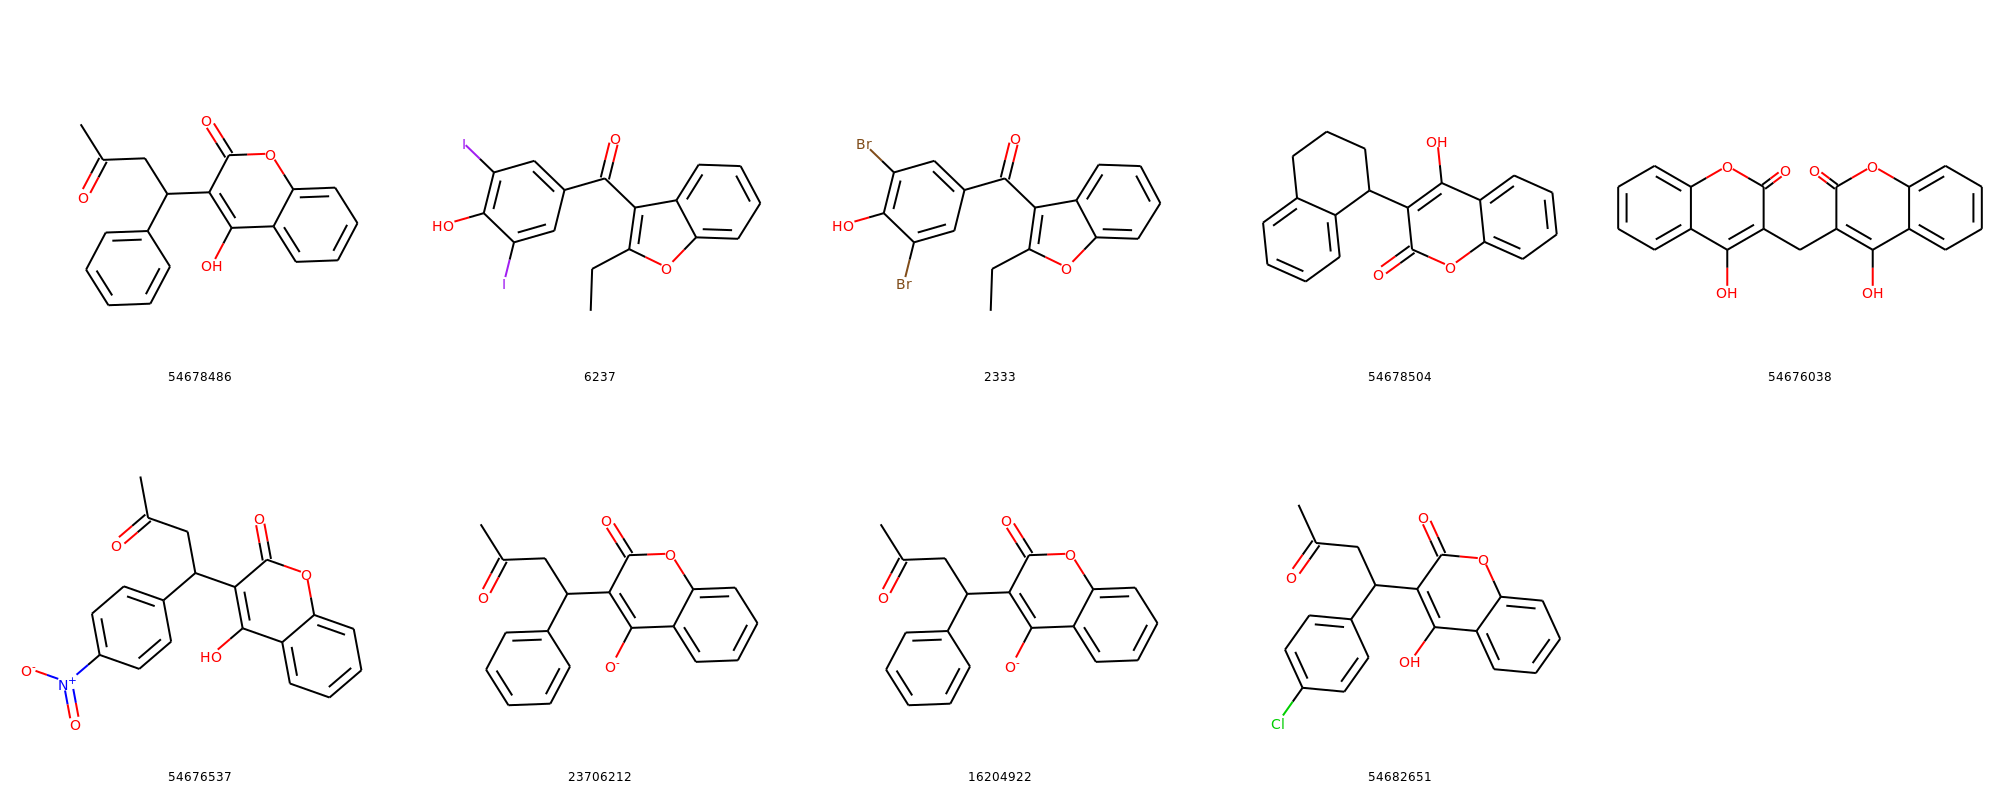 O O O OH
54678486
I O HO I O
6237
Br O HO Br O
2333
OH O O
54678504
O O O O OH OH
54676038
O O O HO O- N+ O
54676537
O O O O-
23706212
O O O O-
16204922
O O O OH Cl
54682651